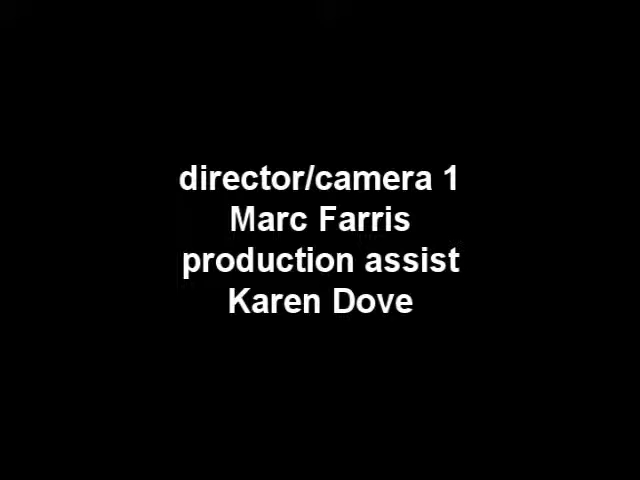 director/camera 1
Marc Farris
production assist
Karen Dove